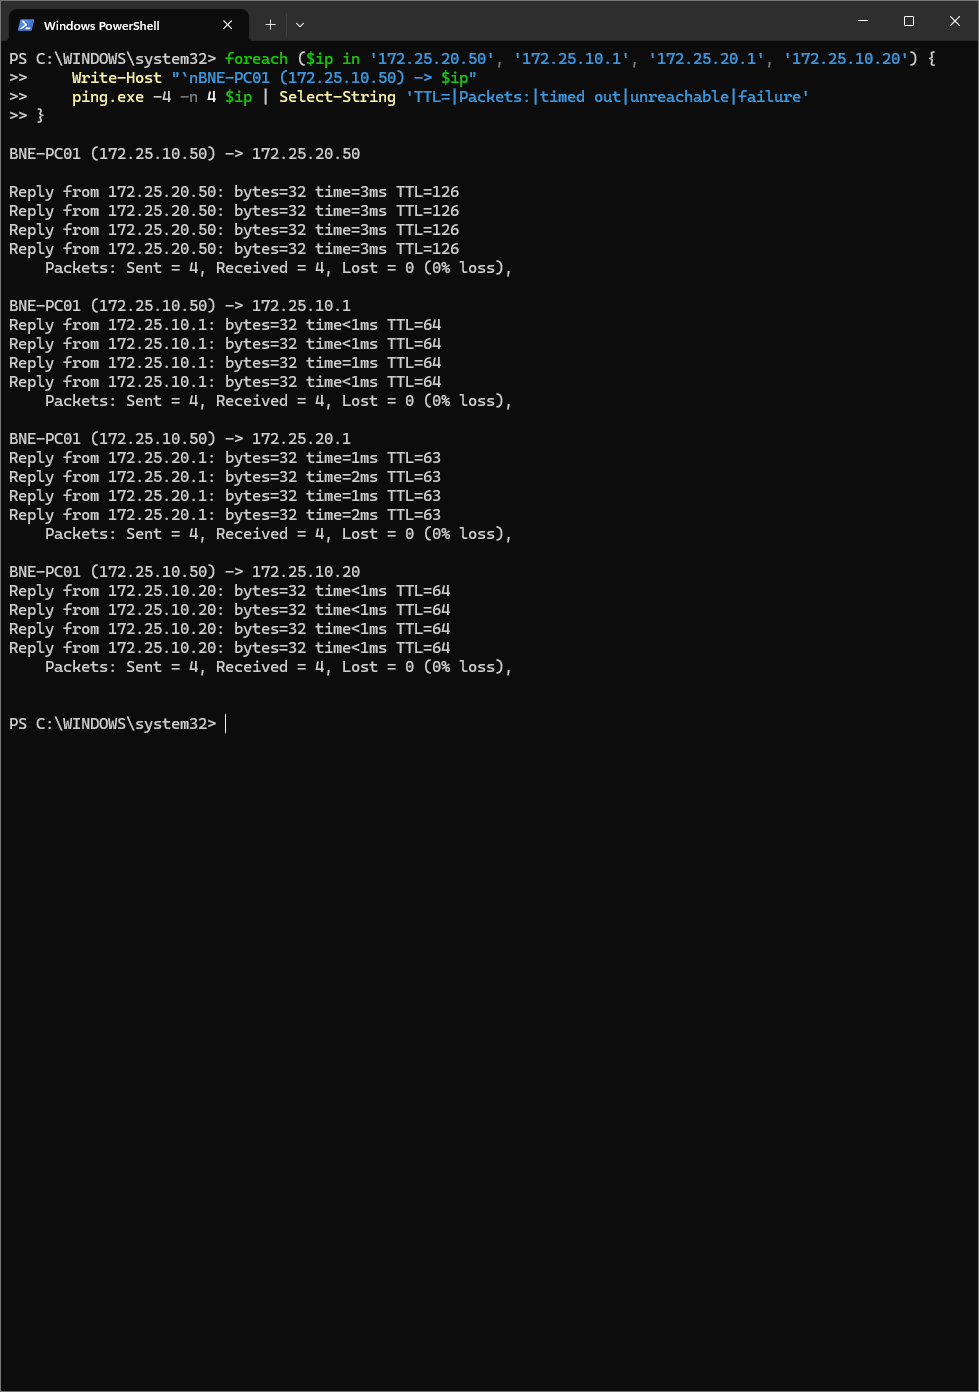 Windows PowerShell
PS C:\WINDOWS\system32> foreach ($ip in '172.25.20.50', '172.25.10.1', '172.25.20.1', '172.25.10.20') {
>>     Write-Host "`nBNE-PC01 (172.25.10.50) -> $ip"
>>     ping.exe -4 -n 4 $ip | Select-String 'TTL=|Packets:|timed out|unreachable|failure'
>> }
BNE-PC01 (172.25.10.50) -> 172.25.20.50
Reply from 172.25.20.50: bytes=32 time=3ms TTL=126
Reply from 172.25.20.50: bytes=32 time=3ms TTL=126
Reply from 172.25.20.50: bytes=32 time=3ms TTL=126
Reply from 172.25.20.50: bytes=32 time=3ms TTL=126
    Packets: Sent = 4, Received = 4, Lost = 0 (0% loss),
BNE-PC01 (172.25.10.50) -> 172.25.10.1
Reply from 172.25.10.1: bytes=32 time<1ms TTL=64
Reply from 172.25.10.1: bytes=32 time<1ms TTL=64
Reply from 172.25.10.1: bytes=32 time=1ms TTL=64
Reply from 172.25.10.1: bytes=32 time<1ms TTL=64
    Packets: Sent = 4, Received = 4, Lost = 0 (0% loss),
BNE-PC01 (172.25.10.50) -> 172.25.20.1
Reply from 172.25.20.1: bytes=32 time=1ms TTL=63
Reply from 172.25.20.1: bytes=32 time=2ms TTL=63
Reply from 172.25.20.1: bytes=32 time=1ms TTL=63
Reply from 172.25.20.1: bytes=32 time=2ms TTL=63
    Packets: Sent = 4, Received = 4, Lost = 0 (0% loss),
BNE-PC01 (172.25.10.50) -> 172.25.10.20
Reply from 172.25.10.20: bytes=32 time<1ms TTL=64
Reply from 172.25.10.20: bytes=32 time<1ms TTL=64
Reply from 172.25.10.20: bytes=32 time<1ms TTL=64
Reply from 172.25.10.20: bytes=32 time<1ms TTL=64
    Packets: Sent = 4, Received = 4, Lost = 0 (0% loss),
PS C:\WINDOWS\system32>